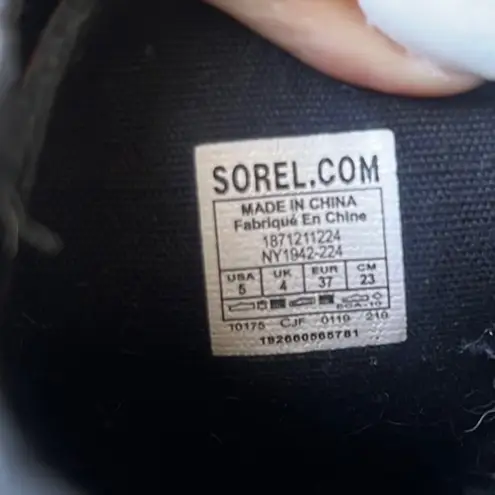 SOREL.COM
MADE IN CHINA
Fabriqué En Chine
1871211224
NY1942-224
USA UK EUR CM
5 4 37 23
10175 CJF 0119 210
192660565781